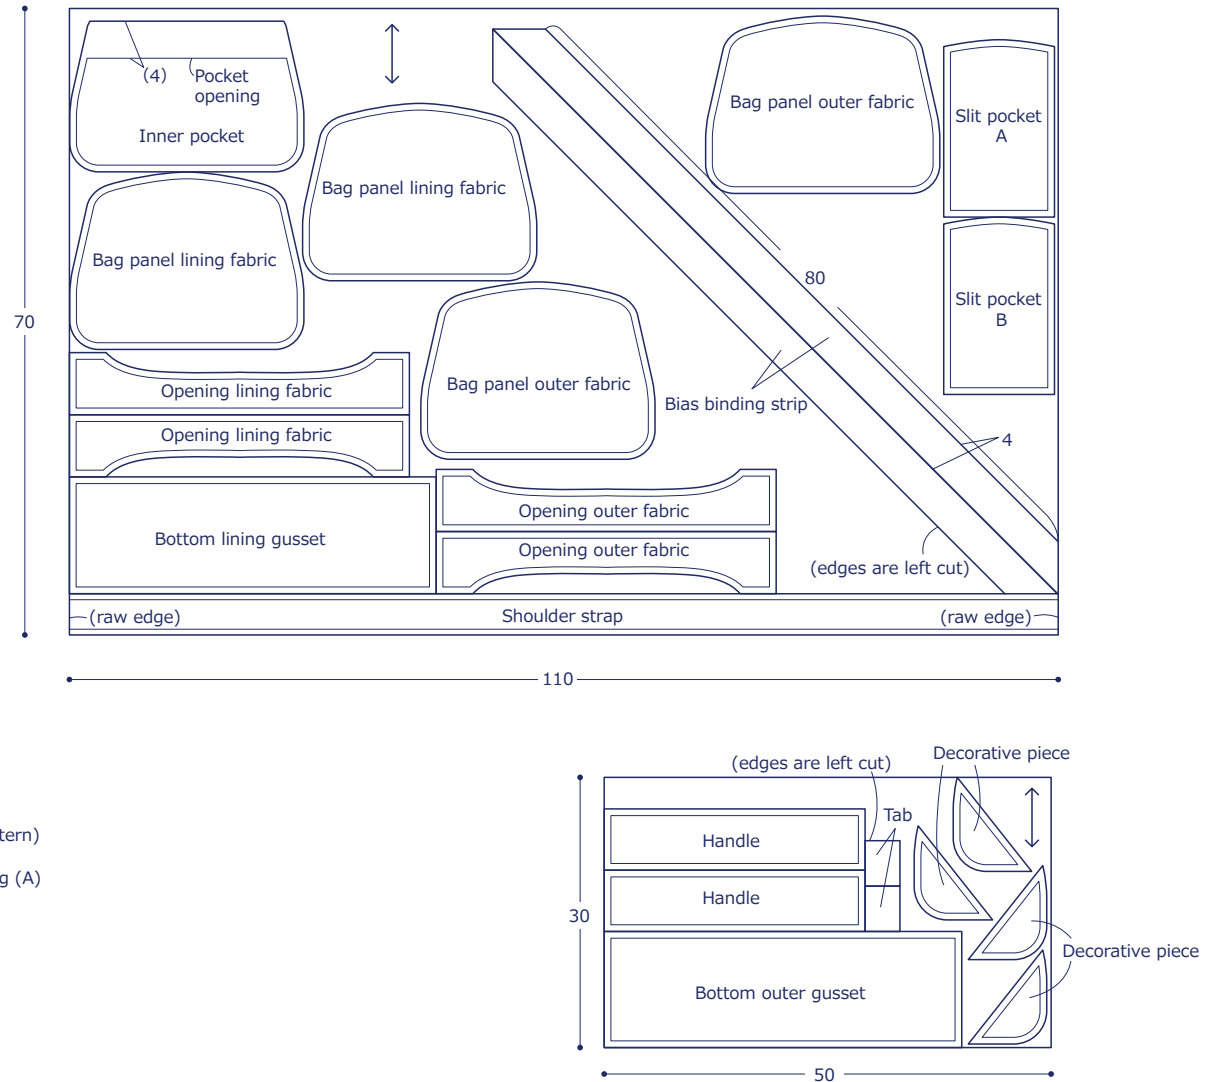 (4)
Pocket
opening
Inner pocket
Bag panel lining fabric
Bag panel outer fabric
Slit pocket
A
Bag panel lining fabric
80
Slit pocket
B
70
Opening lining fabric
Bag panel outer fabric
Bias binding strip
Opening lining fabric
4
Bottom lining gusset
Opening outer fabric
Opening outer fabric
(edges are left cut)
(raw edge)
Shoulder strap
(raw edge)
110
(edges are left cut)
Decorative piece
Tab
Handle
Handle
30
Decorative piece
Bottom outer gusset
50
tern)
g (A)